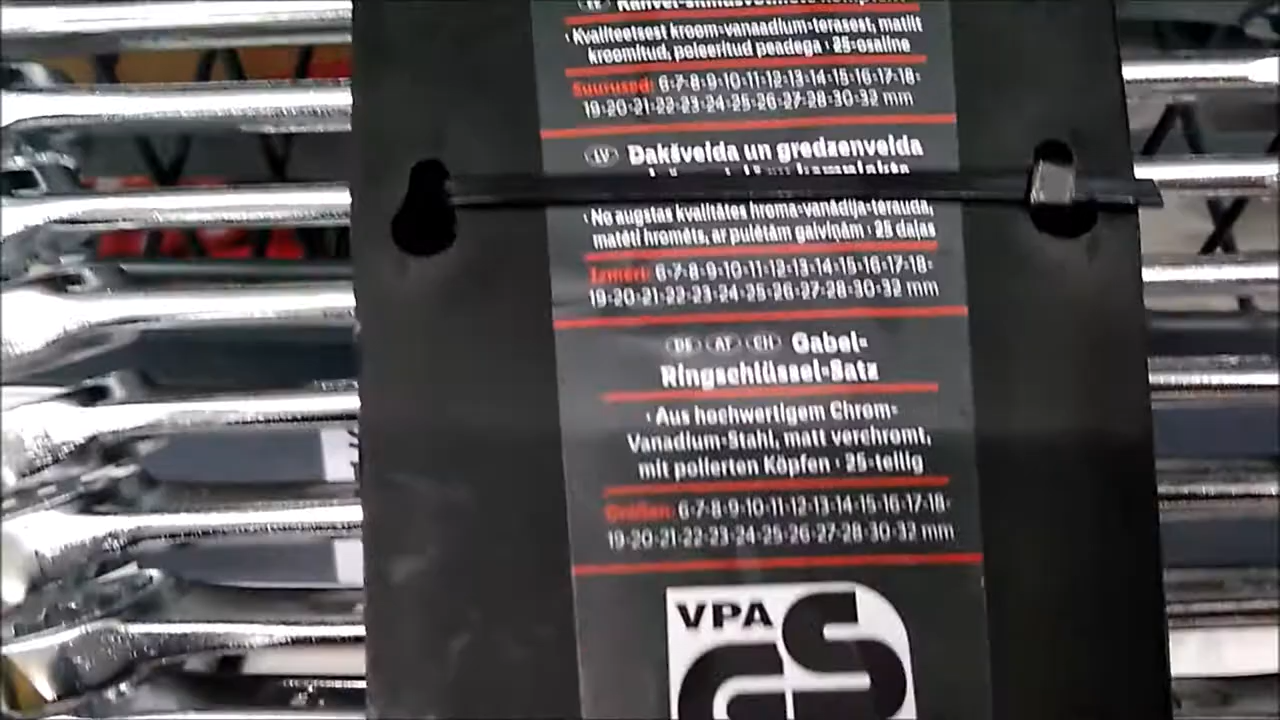 EE Kahvel-silmusvõtmete komplekt
· Kvaliteetsest kroom-vanaadium-terasest, matilt
kroomitud, poleeritud peadega · 25-osaline
Suurused: 6-7-8-9-10-11-12-13-14-15-16-17-18-
19-20-21-22-23-24-25-26-27-28-30-32 mm
LV Dakšveida un gredzenveida
· No augstas kvalitātes hroma-vanādija-tērauda,
matēti hromēts, ar pulētām galviņām · 25 daļas
Izmēri: 6-7-8-9-10-11-12-13-14-15-16-17-18-
19-20-21-22-23-24-25-26-27-28-30-32 mm
DE AT CH Gabel-
Ringschlüssel-Satz
· Aus hochwertigem Chrom-
Vanadium-Stahl, matt verchromt,
mit polierten Köpfen · 25-teilig
Größen: 6-7-8-9-10-11-12-13-14-15-16-17-18-
19-20-21-22-23-24-25-26-27-28-30-32 mm
VPA
GS